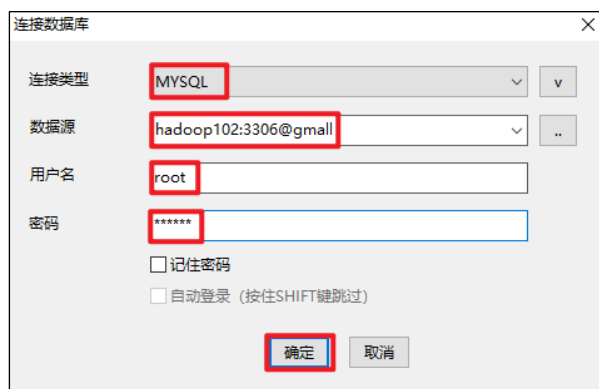 连接数据库
连接类型 MYSQL v
数据源 hadoop102:3306@gmall ..
用户名 root
密码 ******
记住密码
自动登录 (按住SHIFT键跳过)
确定 取消